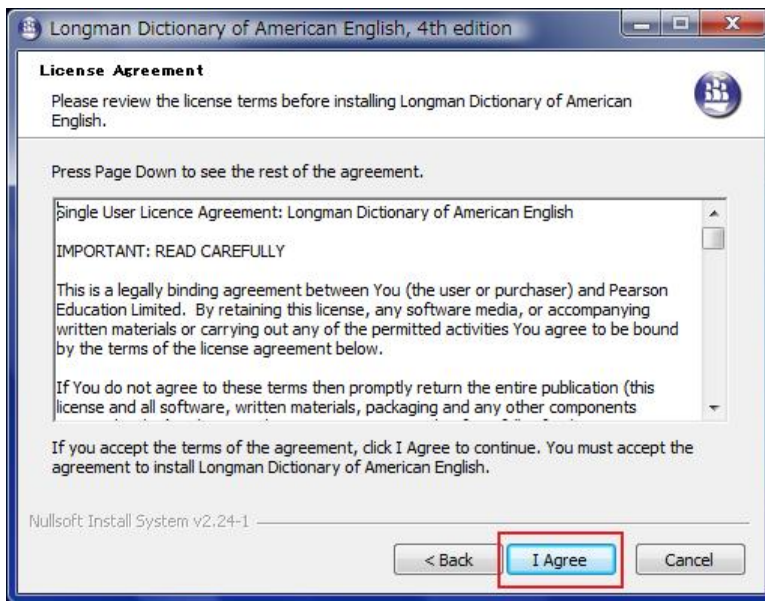 Longman Dictionary of American English, 4th edition
License Agreement
Please review the license terms before installing Longman Dictionary of American
English.
Press Page Down to see the rest of the agreement.
Single User Licence Agreement: Longman Dictionary of American English
IMPORTANT: READ CAREFULLY
This is a legally binding agreement between You (the user or purchaser) and Pearson
Education Limited.  By retaining this license, any software media, or accompanying
written materials or carrying out any of the permitted activities You agree to be bound
by the terms of the license agreement below.
If You do not agree to these terms then promptly return the entire publication (this
license and all software, written materials, packaging and any other components
If you accept the terms of the agreement, click I Agree to continue. You must accept the
agreement to install Longman Dictionary of American English.
Nullsoft Install System v2.24-1
< Back
I Agree
Cancel